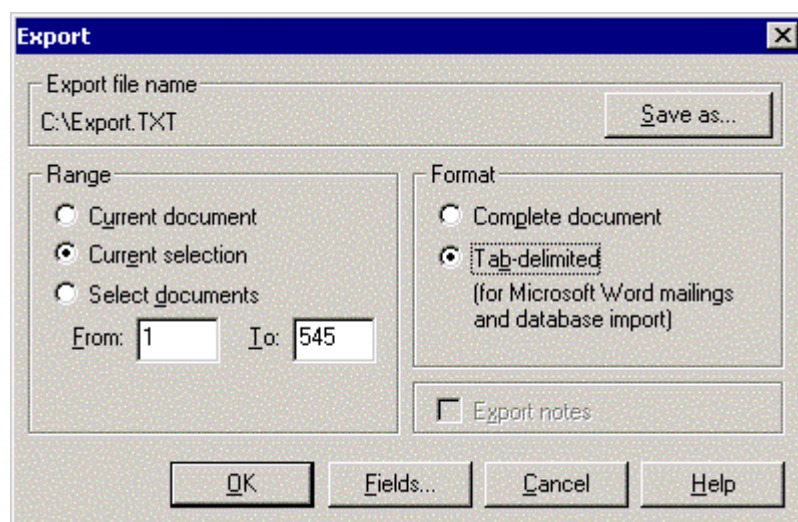 Export
Export file name
C:\Export.TXT
Save as...
Range
Current document
Current selection
Select documents
From: 1 To: 545
Format
Complete document
Tab-delimited
(for Microsoft Word mailings
and database import)
Export notes
OK Fields... Cancel Help